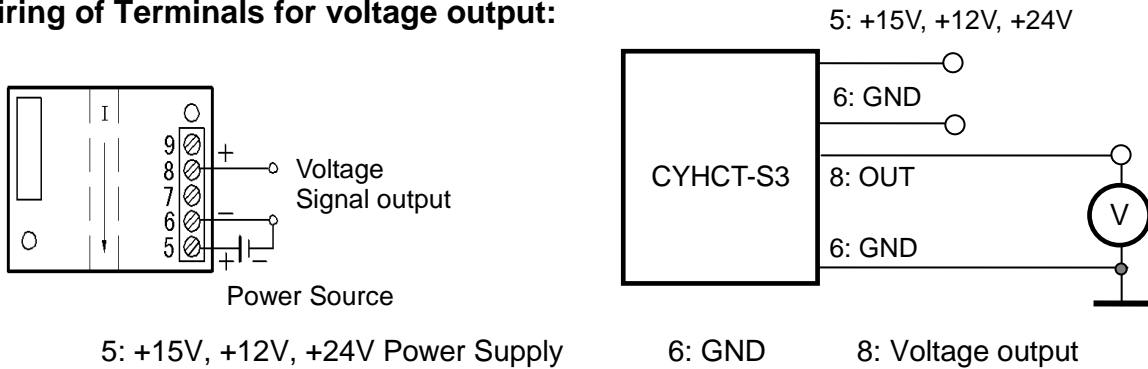 iring of Terminals for voltage output:
I
9
8
7
6
5
+
−
+
−
Voltage
Signal output
Power Source
5: +15V, +12V, +24V
6: GND
CYHCT-S3
8: OUT
V
6: GND
5: +15V, +12V, +24V Power Supply 6: GND 8: Voltage output